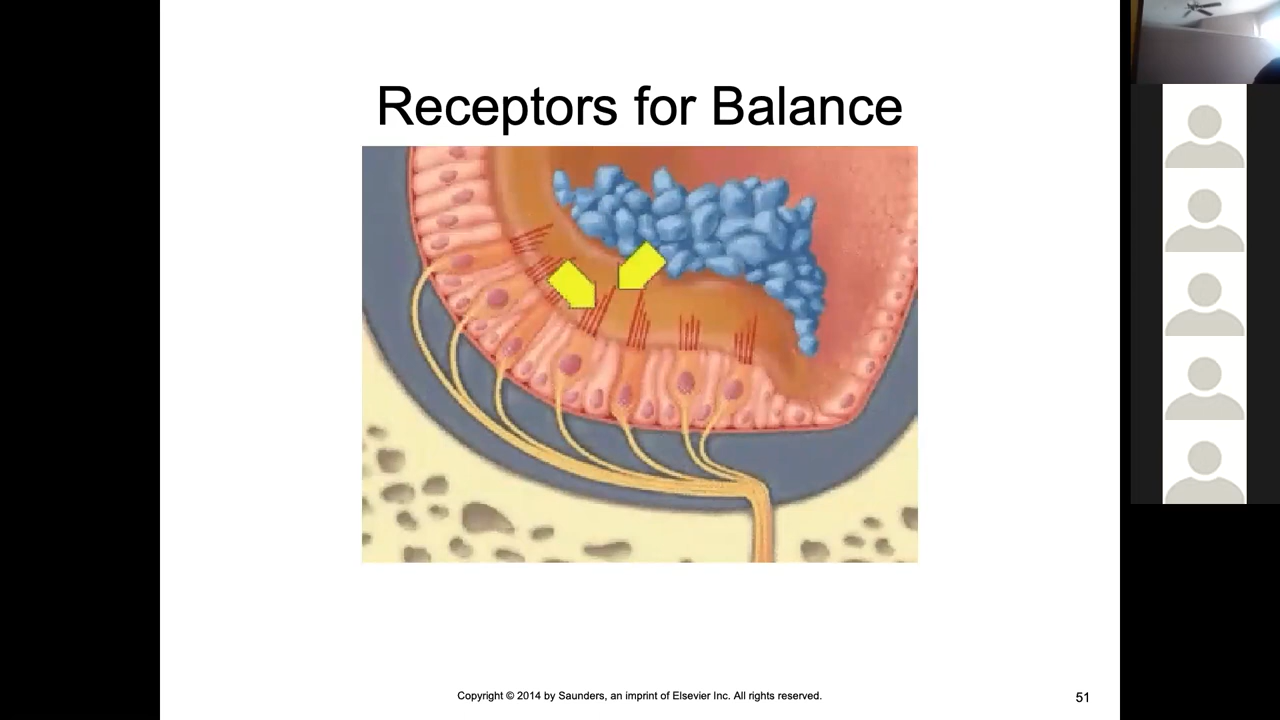 Receptors for Balance
Copyright © 2014 by Saunders, an imprint of Elsevier Inc. All rights reserved.
51